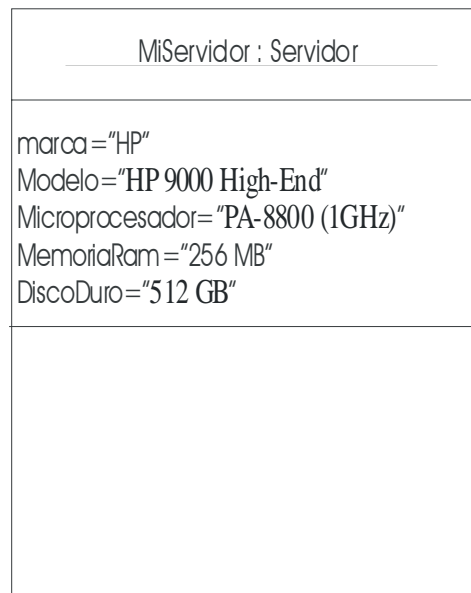 MiServidor : Servidor
marca="HP"
Modelo="HP 9000 High-End"
Microprocesador="PA-8800 (1GHz)"
MemoriaRam="256 MB"
DiscoDuro="512 GB"